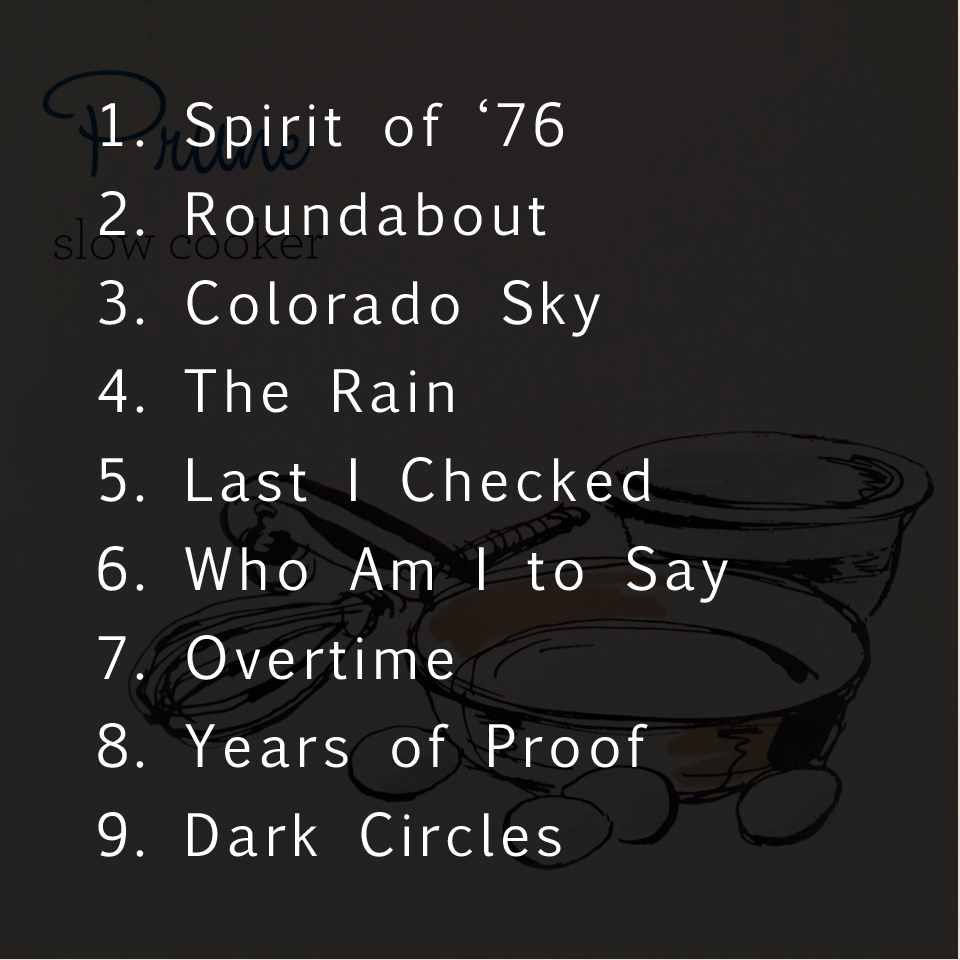 Prime
slow cooker
1. Spirit of ‘76
2. Roundabout
3. Colorado Sky
4. The Rain
5. Last I Checked
6. Who Am I to Say
7. Overtime
8. Years of Proof
9. Dark Circles